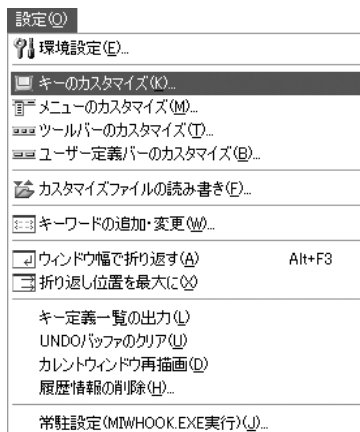 設定(O)
環境設定(E)...
キーのカスタマイズ(K)...
メニューのカスタマイズ(M)...
ツールバーのカスタマイズ(T)...
ユーザー定義バーのカスタマイズ(B)...
カスタマイズファイルの読み書き(F)...
キーワードの追加・変更(W)...
ウィンドウ幅で折り返す(A) Alt+F3
折り返し位置を最大に(X)
キー定義一覧の出力(L)
UNDOバッファのクリア(U)
カレントウィンドウ再描画(D)
履歴情報の削除(H)...
常駐設定(MIWHOOK.EXE実行)(J)...